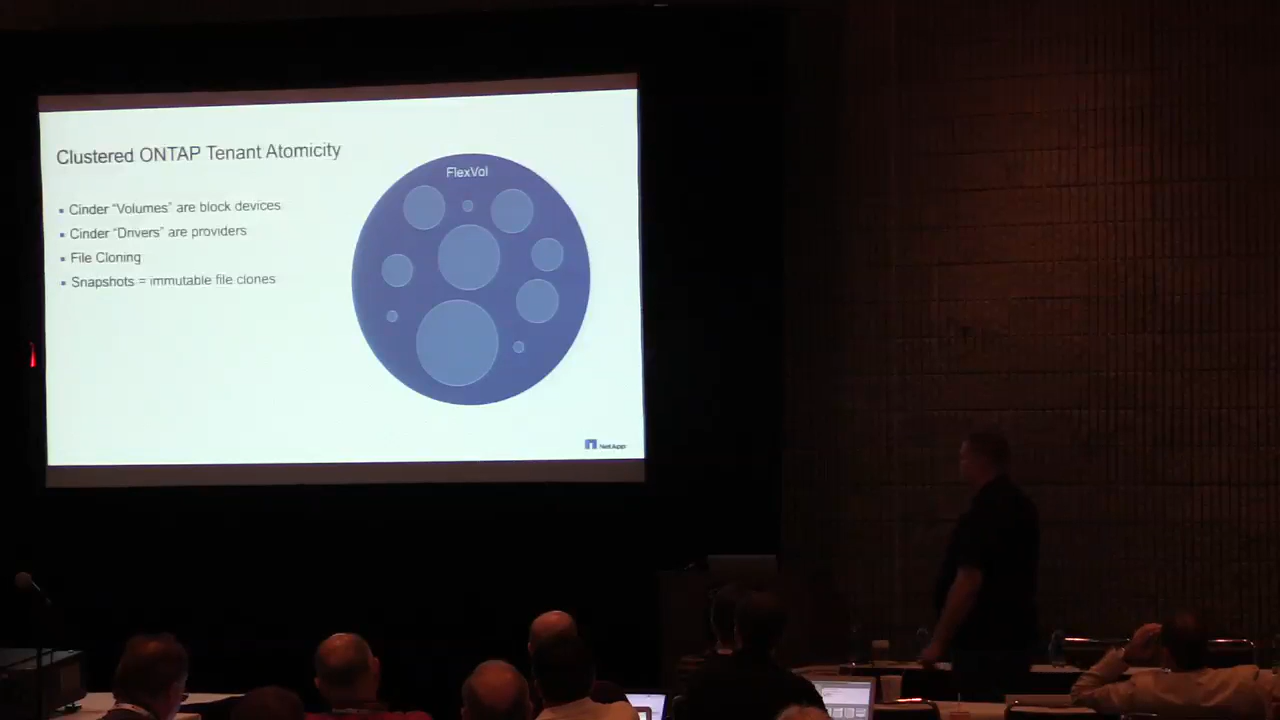 Clustered ONTAP Tenant Atomicity
FlexVol
Cinder “Volumes” are block devices
Cinder “Drivers” are providers
File Cloning
Snapshots = immutable file clones
NetApp